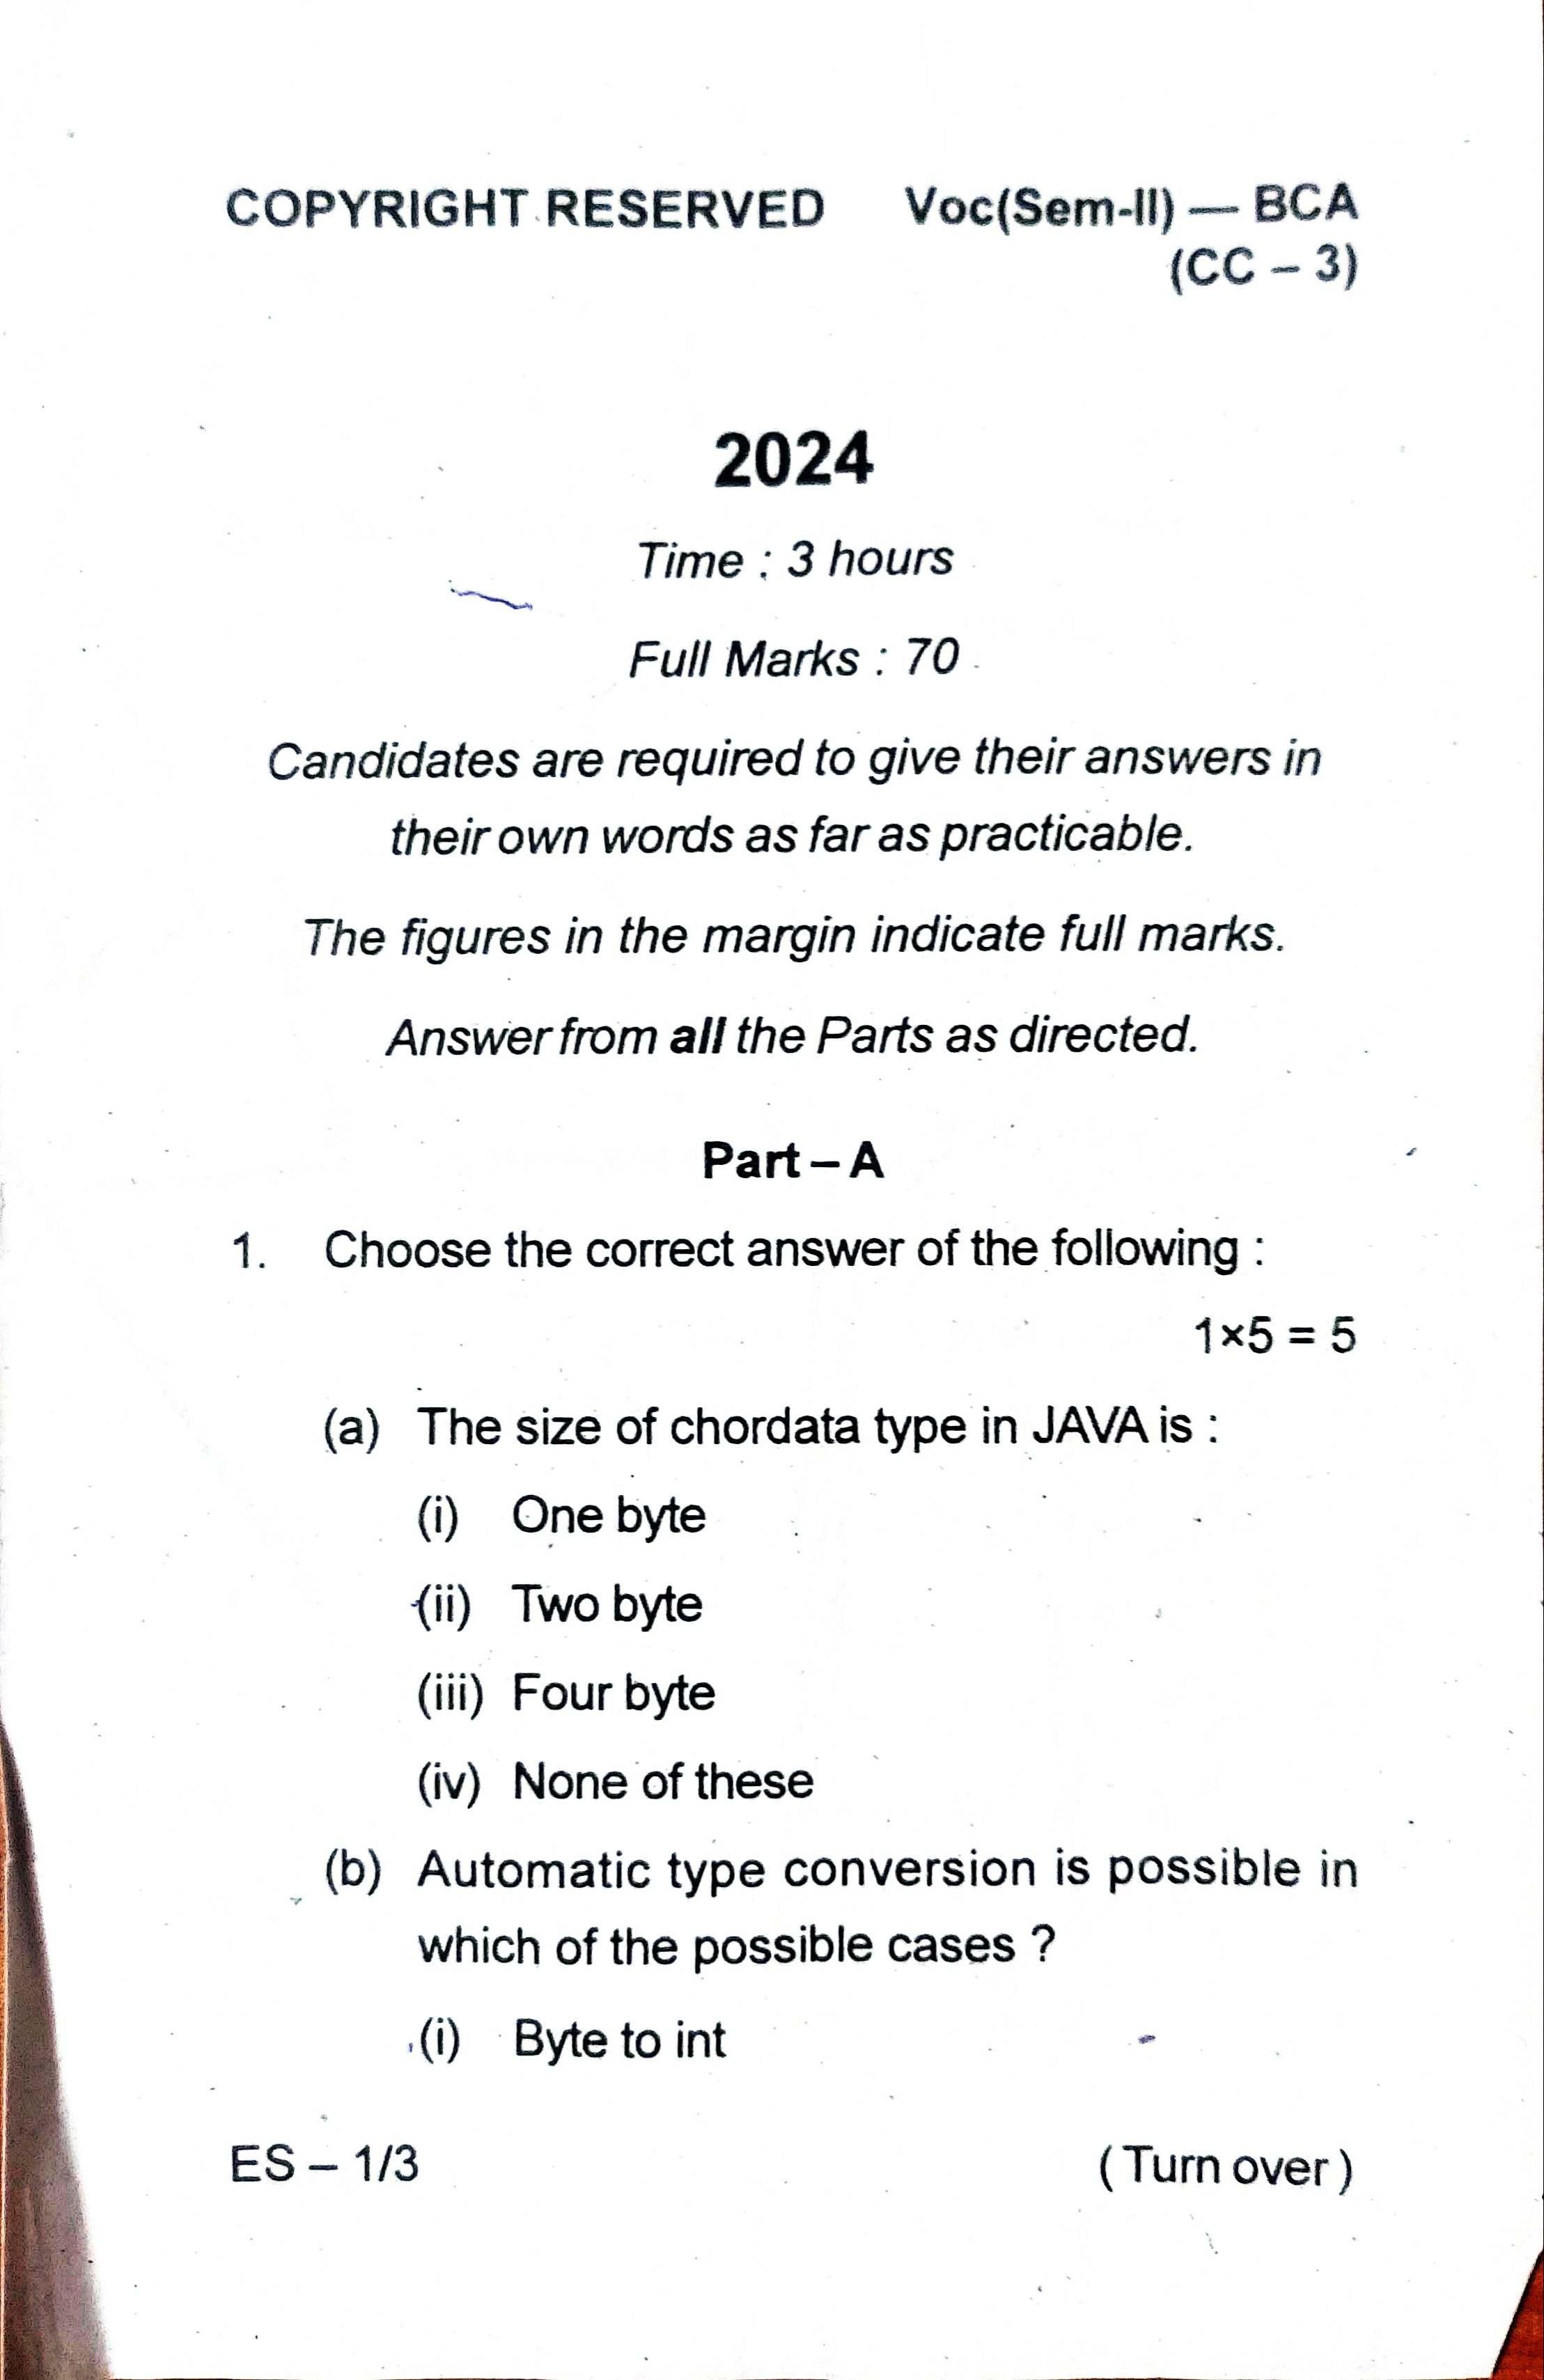 COPYRIGHT RESERVED Voc(Sem-II) — BCA
(CC – 3)
2024
Time : 3 hours
Full Marks : 70
Candidates are required to give their answers in
their own words as far as practicable.
The figures in the margin indicate full marks.
Answer from all the Parts as directed.
Part – A
1. Choose the correct answer of the following :
1×5 = 5
(a) The size of chordata type in JAVA is :
(i) One byte
(ii) Two byte
(iii) Four byte
(iv) None of these
(b) Automatic type conversion is possible in
which of the possible cases ?
(i) Byte to int
ES – 1/3 ( Turn over )